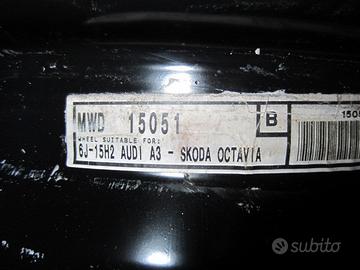 MWD 15051 B
WHEEL SUITABLE FOR:
6J-15H2 AUDI A3 - SKODA OCTAVIA
subito